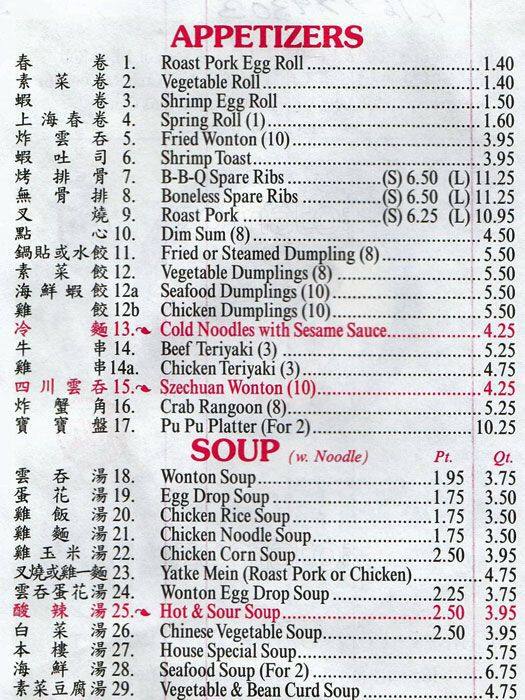 APPETIZERS
春 卷 1. Roast Pork Egg Roll 1.40
素 菜 卷 2. Vegetable Roll 1.40
蝦 卷 3. Shrimp Egg Roll 1.50
上 海 春 卷 4. Spring Roll (1) 1.60
炸 雲 吞 5. Fried Wonton (10) 3.95
蝦 吐 司 6. Shrimp Toast 3.95
烤 排 骨 7. B-B-Q Spare Ribs (S) 6.50 (L) 11.25
無 骨 排 8. Boneless Spare Ribs (S) 6.50 (L) 11.25
叉 燒 9. Roast Pork (S) 6.25 (L) 10.95
點 心 10. Dim Sum (8) 4.50
鍋貼或水餃 11. Fried or Steamed Dumpling (8) 5.50
素 菜 餃 12. Vegetable Dumplings (8) 5.50
海 鮮 蝦 餃 12a Seafood Dumplings (10) 5.50
雞 餃 12b Chicken Dumplings (10) 5.50
冷 麵 13. Cold Noodles with Sesame Sauce 4.25
牛 串 14. Beef Teriyaki (3) 5.25
雞 串 14a. Chicken Teriyaki (3) 4.75
四 川 雲 吞 15. Szechuan Wonton (10) 4.25
炸 蟹 角 16. Crab Rangoon (8) 5.25
寶 寶 盤 17. Pu Pu Platter (For 2) 10.25
SOUP (w. Noodle) Pt. Qt.
雲 吞 湯 18. Wonton Soup 1.95 3.75
蛋 花 湯 19. Egg Drop Soup 1.75 3.50
雞 飯 湯 20. Chicken Rice Soup 1.75 3.50
雞 麵 湯 21. Chicken Noodle Soup 1.75 3.50
雞 玉 米 湯 22. Chicken Corn Soup 2.50 3.95
叉燒或雞一麵 23. Yatke Mein (Roast Pork or Chicken) 4.75
雲吞蛋花湯 24. Wonton Egg Drop Soup 2.25 3.75
酸 辣 湯 25. Hot & Sour Soup 2.50 3.95
白 菜 湯 26. Chinese Vegetable Soup 2.50 3.95
本 樓 湯 27. House Special Soup 5.75
海 鮮 湯 28. Seafood Soup (For 2) 6.75
素菜豆腐湯 29. Vegetable & Bean Curd Soup 4.75